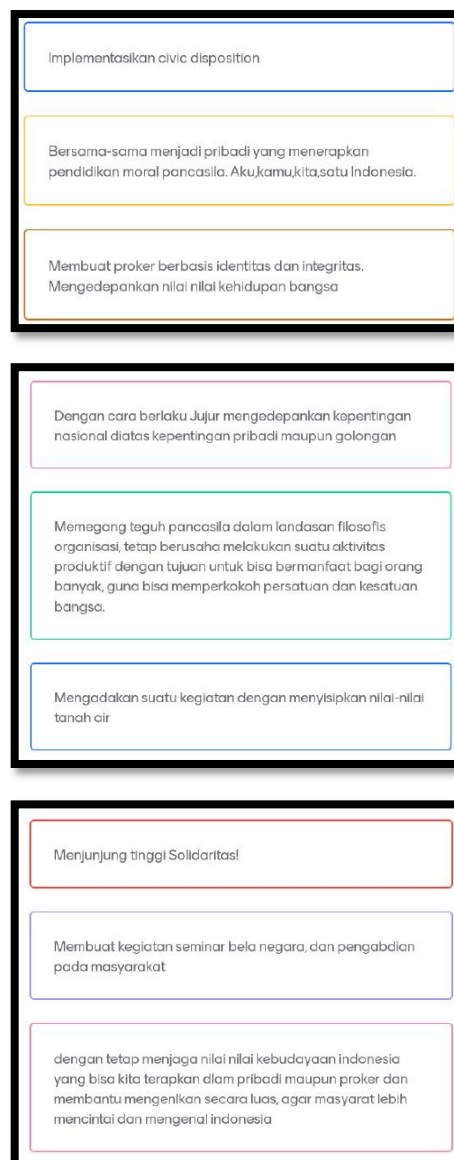 Implementasikan civic disposition
Bersama-sama menjadi pribadi yang menerapkan
pendidikan moral pancasila. Aku,kamu,kita,satu Indonesia.
Membuat proker berbasis identitas dan integritas.
Mengedepankan nilai nilai kehidupan bangsa
Dengan cara berlaku Jujur mengedepankan kepentingan
nasional diatas kepentingan pribadi maupun golongan
Memegang teguh pancasila dalam landasan filosofis
organisasi, tetap berusaha melakukan suatu aktivitas
produktif dengan tujuan untuk bisa bermanfaat bagi orang
banyak, guna bisa memperkokoh persatuan dan kesatuan
bangsa.
Mengadakan suatu kegiatan dengan menyisipkan nilai-nilai
tanah air
Menjunjung tinggi Solidaritas!
Membuat kegiatan seminar bela negara, dan pengabdian
pada masyarakat
dengan tetap menjaga nilai nilai kebudayaan indonesia
yang bisa kita terapkan dlam pribadi maupun proker dan
membantu mengenlkan secara luas, agar masyarat lebih
mencintai dan mengenal indonesia